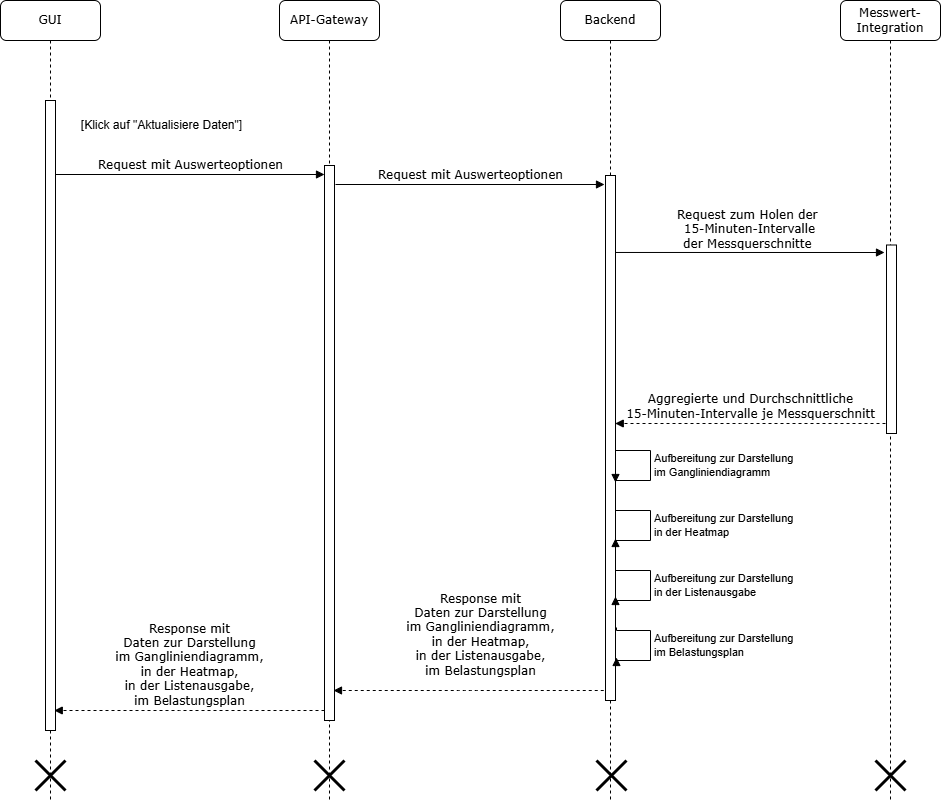 GUI
API-Gateway
Backend
Messwert-
Integration
[Klick auf "Aktualisiere Daten"]
Request mit Auswerteoptionen
Request mit Auswerteoptionen
Request zum Holen der
15-Minuten-Intervalle
der Messquerschnitte
Aggregierte und Durchschnittliche
15-Minuten-Intervalle je Messquerschnitt
Aufbereitung zur Darstellung
im Gangliniendiagramm
Aufbereitung zur Darstellung
in der Heatmap
Aufbereitung zur Darstellung
in der Listenausgabe
Aufbereitung zur Darstellung
im Belastungsplan
Response mit
Daten zur Darstellung
im Gangliniendiagramm,
in der Heatmap,
in der Listenausgabe,
im Belastungsplan
Response mit
Daten zur Darstellung
im Gangliniendiagramm,
in der Heatmap,
in der Listenausgabe,
im Belastungsplan